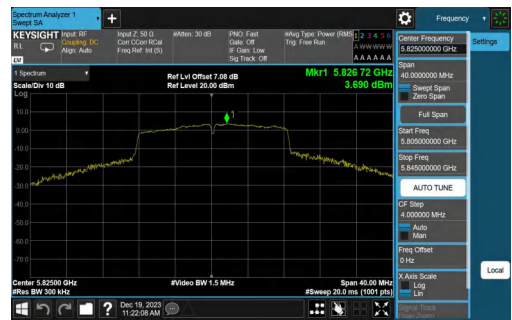 Spectrum Analyzer 1
Swept SA
Frequency
KEYSIGHT
RL
Input: RF
Coupling: DC
Align: Auto
Input Z: 50 Ω
Corr CCorr RCal
Freq Ref: Int (S)
#Atten: 30 dB
PNO: Fast
Gate: Off
IF Gain: Low
Sig Track: Off
#Avg Type: Power (RMS
Trig: Free Run
1 2 3 4 5 6
A W W W W W
A A A A A A
LV
1 Spectrum
Scale/Div 10 dB
Log
Ref Lvl Offset 7.08 dB
Ref Level 20.00 dBm
Mkr1 5.826 72 GHz
3.690 dBm
1
10.0
0.00
-10.0
-20.0
-30.0
-40.0
-50.0
-60.0
-70.0
Center 5.82500 GHz
#Res BW 300 kHz
#Video BW 1.5 MHz
Span 40.00 MHz
#Sweep 20.0 ms (1001 pts)
Center Frequency
5.825000000 GHz
Settings
Span
40.0000000 MHz
Swept Span
Zero Span
Full Span
Start Freq
5.805000000 GHz
Stop Freq
5.845000000 GHz
AUTO TUNE
CF Step
4.000000 MHz
Auto
Man
Freq Offset
0 Hz
X Axis Scale
Log
Lin
Local
Signal Track
(Span Zoom)
?
Dec 19, 2023
11:22:08 AM